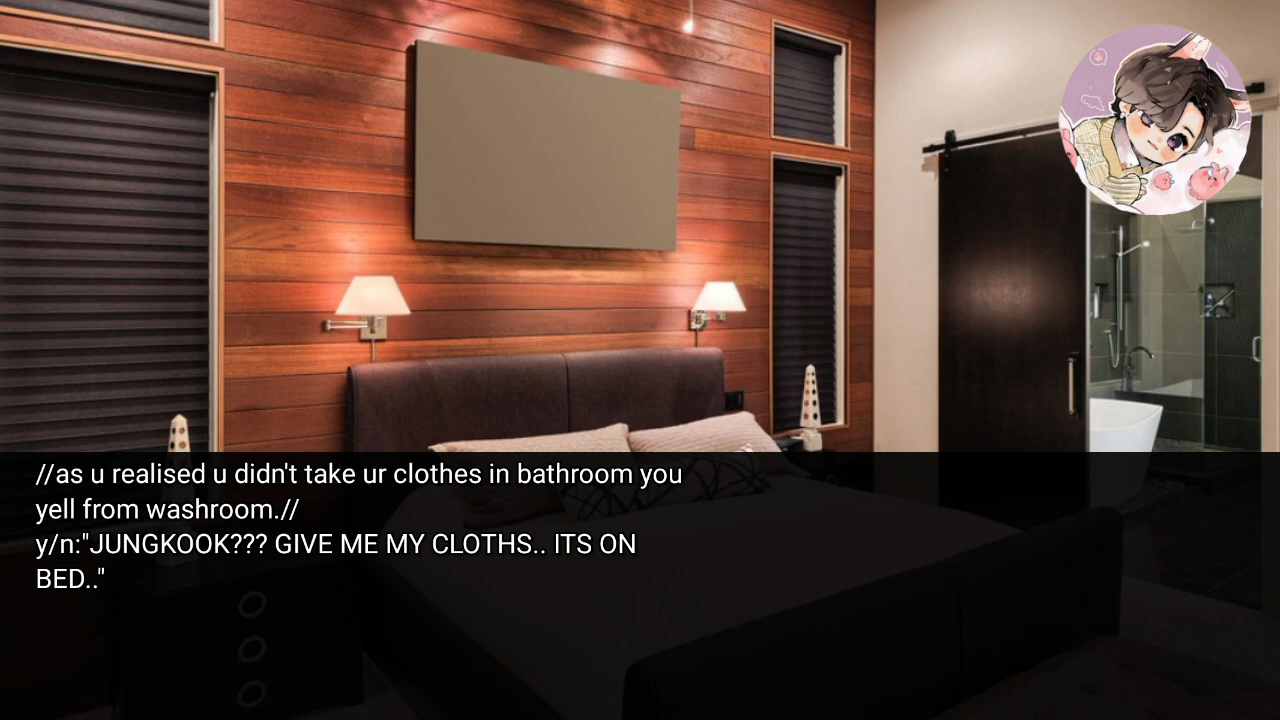 //as u realised u didn't take ur clothes in bathroom you
yell from washroom.//
y/n:"JUNGKOOK??? GIVE ME MY CLOTHS.. ITS ON
BED.."